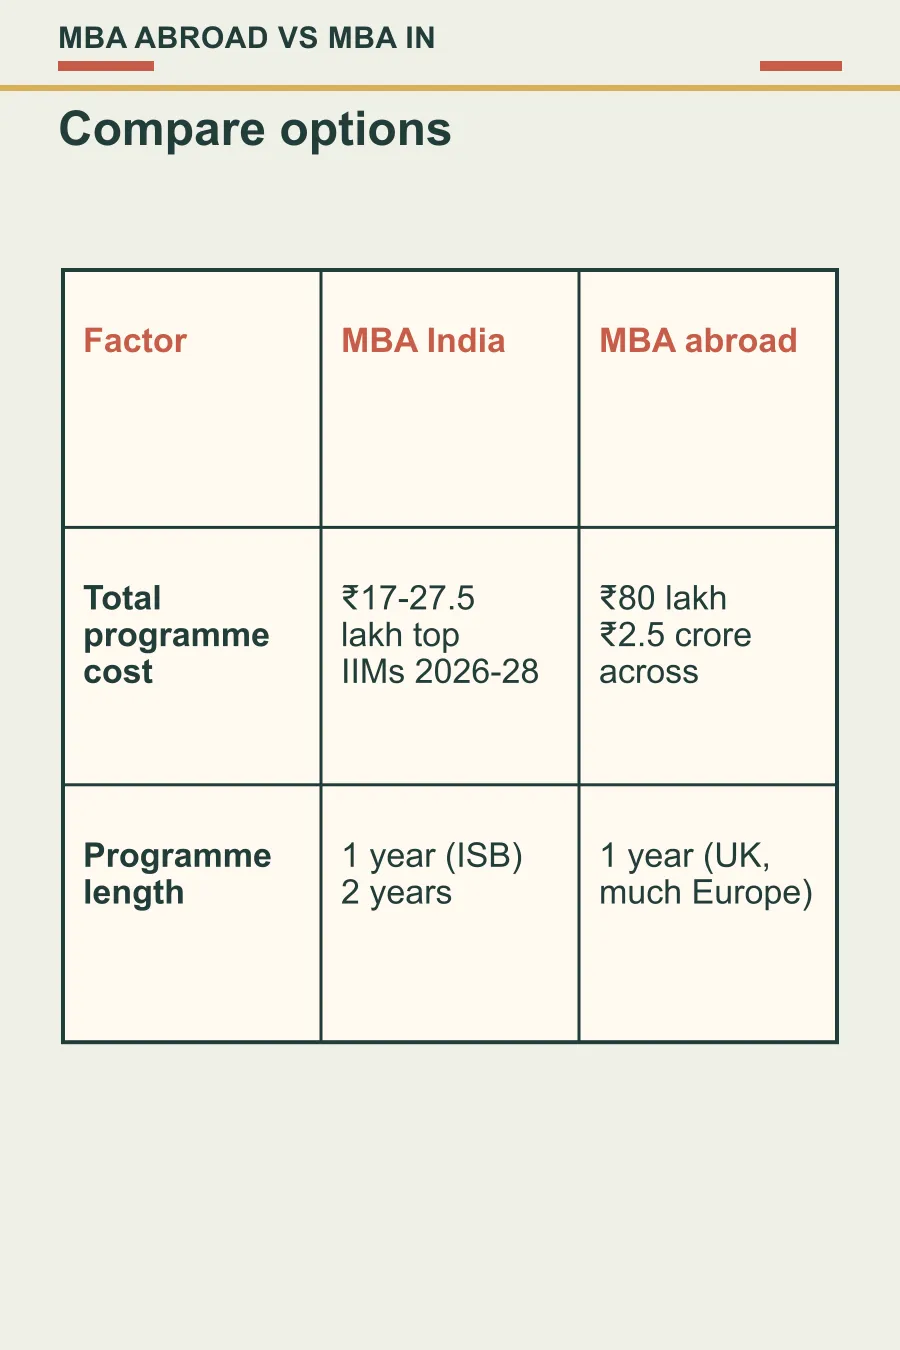 MBA ABROAD VS MBA IN
Compare options
Factor
MBA India
MBA abroad
Total
programme
cost
₹17-27.5
lakh top
IIMs 2026-28
₹80 lakh
₹2.5 crore
across
Programme
length
1 year (ISB)
2 years
1 year (UK,
much Europe)